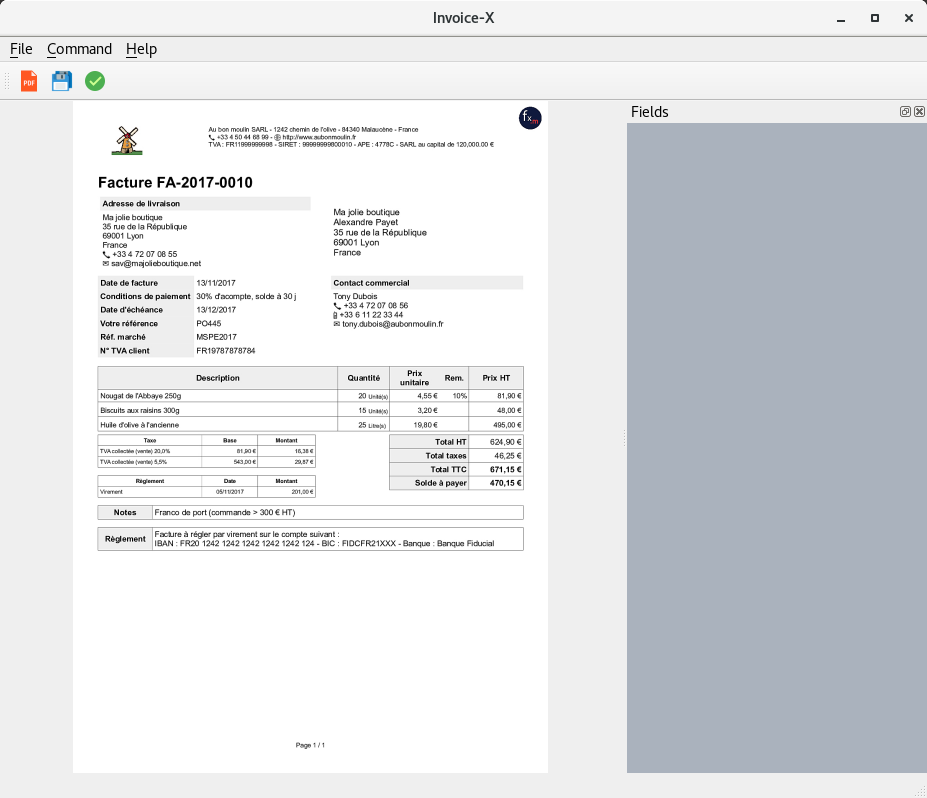 Invoice-X
File Command Help
PDF
Fields
fxm
Au bon moulin SARL - 1242 chemin de l'olive - 84340 Malaucène - France
+33 4 50 44 68 99 - http://www.aubonmoulin.fr
TVA : FR11999999998 - SIRET : 99999999800010 - APE : 4778C - SARL au capital de 120,000.00 €
Facture FA-2017-0010
Adresse de livraison
Ma jolie boutique
35 rue de la République
69001 Lyon
France
+33 4 72 07 08 55
sav@majolieboutique.net
Ma jolie boutique
Alexandre Payet
35 rue de la République
69001 Lyon
France
Date de facture 13/11/2017
Conditions de paiement 30% d'acompte, solde à 30 j
Date d'échéance 13/12/2017
Votre référence PO445
Réf. marché MSPE2017
N° TVA client FR19787878784
Contact commercial
Tony Dubois
+33 4 72 07 08 56
+33 6 11 22 33 44
tony.dubois@aubonmoulin.fr
Description Quantité Prix unitaire Rem. Prix HT
Nougat de l'Abbaye 250g 20 Unité(s) 4,55 € 10% 81,90 €
Biscuits aux raisins 300g 15 Unité(s) 3,20 € 48,00 €
Huile d'olive à l'ancienne 25 Litre(s) 19,80 € 495,00 €
Taxe Base Montant
TVA collectée (vente) 20,0% 81,90 € 16,38 €
TVA collectée (vente) 5,5% 543,00 € 29,87 €
Total HT 624,90 €
Total taxes 46,25 €
Total TTC 671,15 €
Solde à payer 470,15 €
Règlement Date Montant
Virement 05/11/2017 201,00 €
Notes Franco de port (commande > 300 € HT)
Règlement Facture à régler par virement sur le compte suivant :
IBAN : FR20 1242 1242 1242 1242 1242 124 - BIC : FIDCFR21XXX - Banque : Banque Fiducial
Page 1 / 1